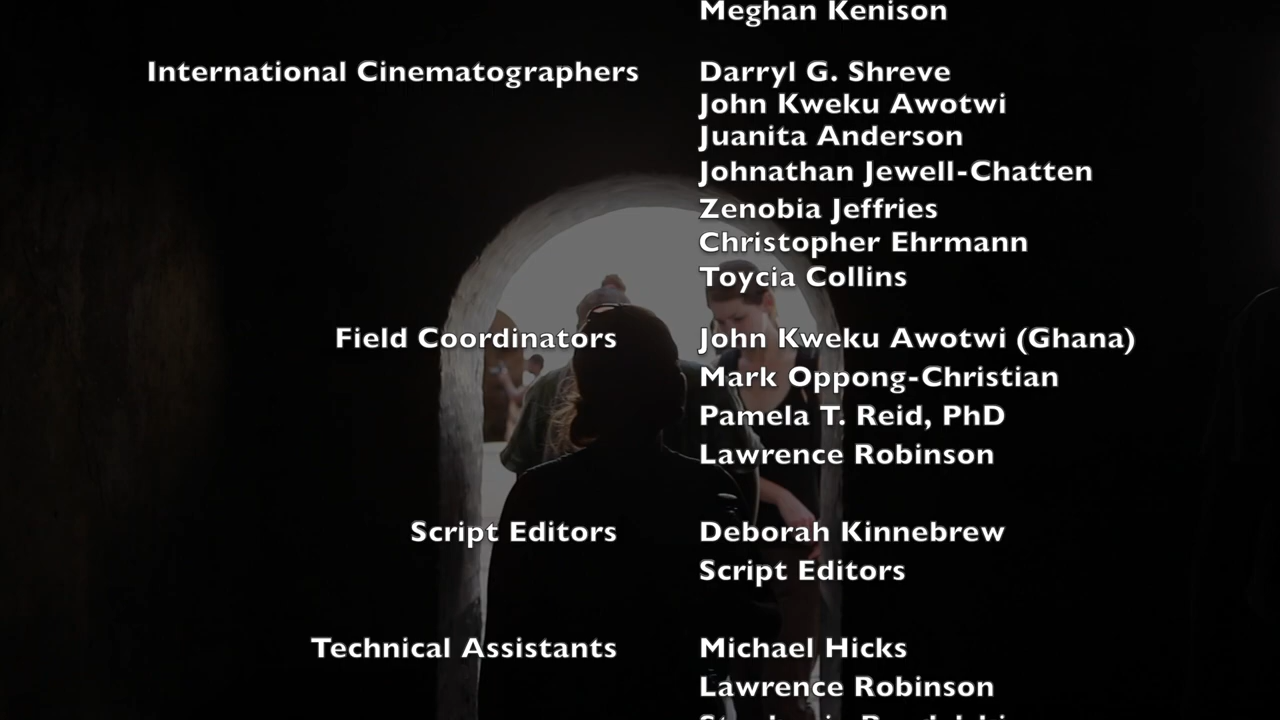 Meghan Kenison
International Cinematographers Darryl G. Shreve
John Kweku Awotwi
Juanita Anderson
Johnathan Jewell-Chatten
Zenobia Jeffries
Christopher Ehrmann
Toycia Collins
Field Coordinators John Kweku Awotwi (Ghana)
Mark Oppong-Christian
Pamela T. Reid, PhD
Lawrence Robinson
Script Editors Deborah Kinnebrew
Script Editors
Technical Assistants Michael Hicks
Lawrence Robinson